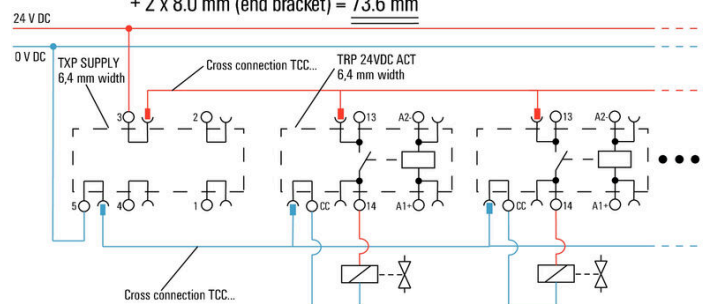 + 2 x 8.0 mm (end bracket) = 73.6 mm
24 V DC
0 V DC
TXP SUPPLY
6,4 mm width
Cross connection TCC...
TRP 24VDC ACT
6,4 mm width
3
2
13
A2-
13
A2-
5
4
1
CC
14
A1+
CC
14
A1+
Cross connection TCC...